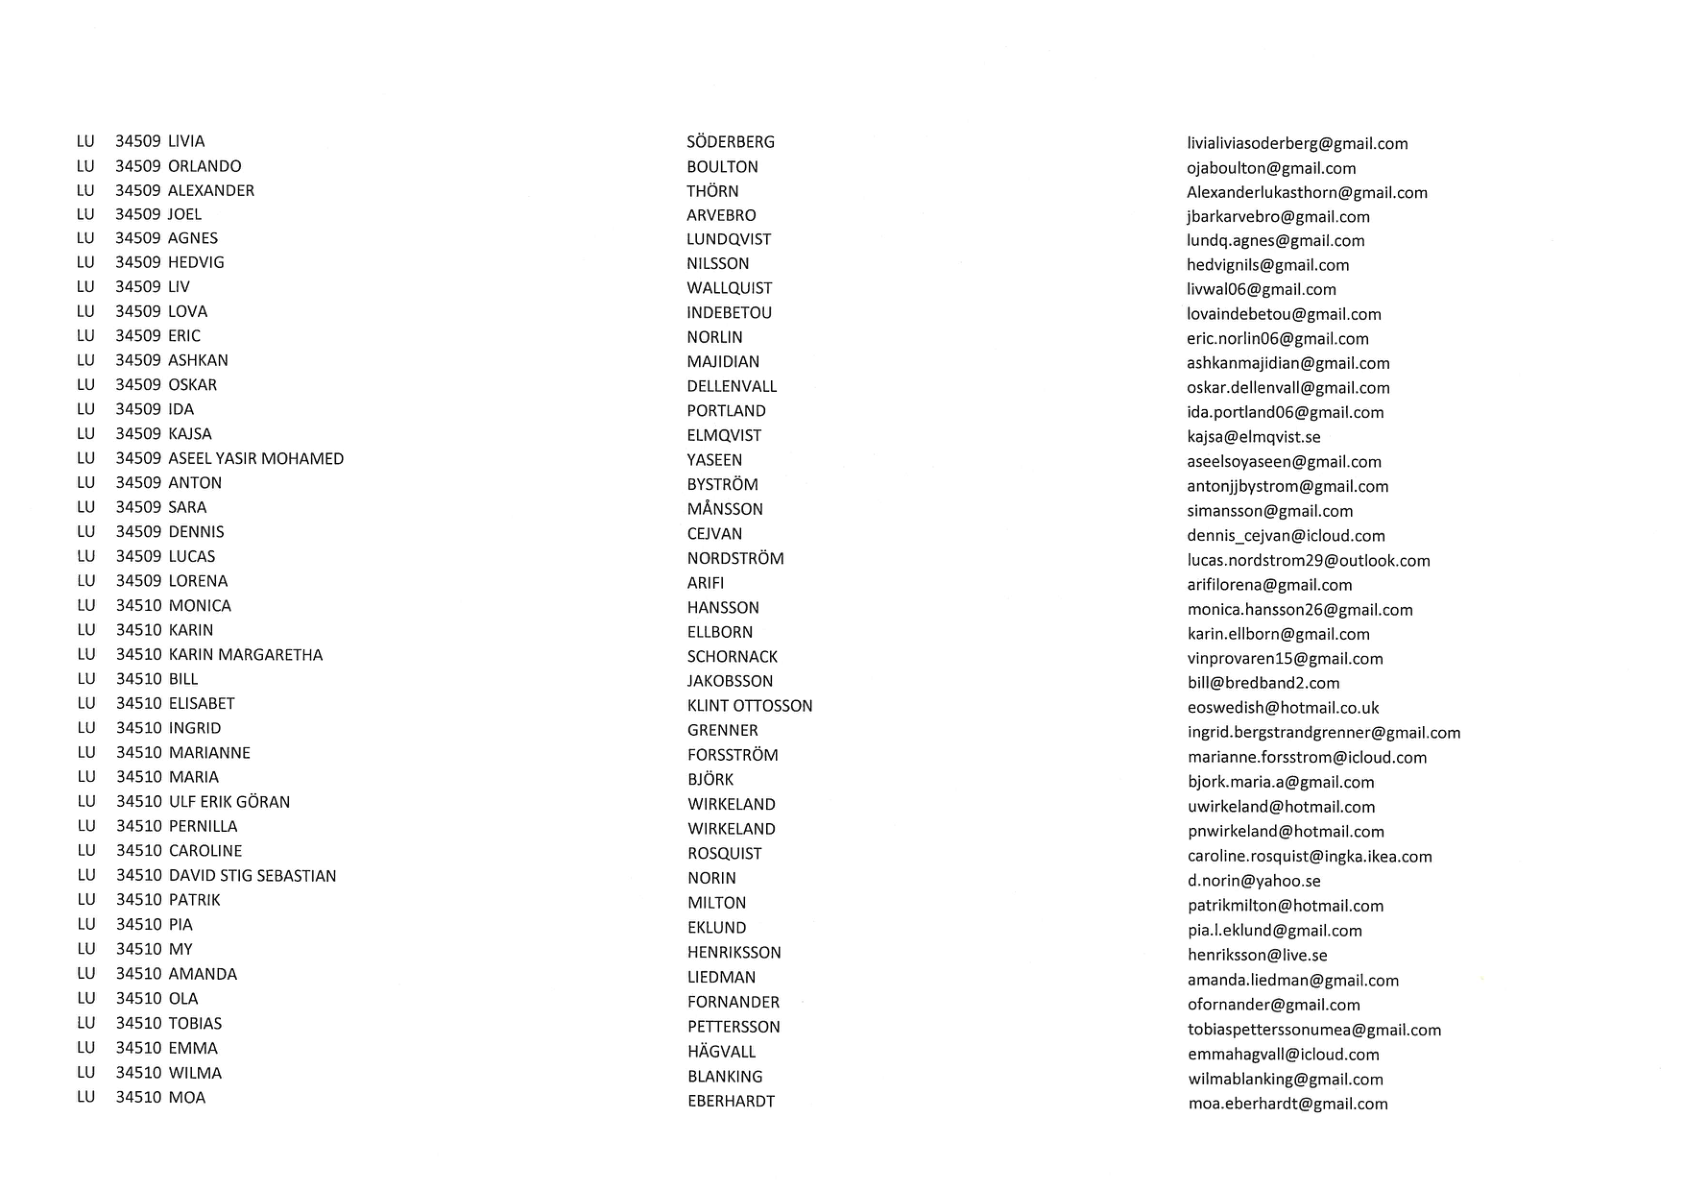 LU 34509 LIVIA SÖDERBERG livialiviasoderberg@gmail.com
LU 34509 ORLANDO BOULTON ojaboulton@gmail.com
LU 34509 ALEXANDER THÖRN Alexanderlukasthorn@gmail.com
LU 34509 JOEL ARVEBRO jbarkarvebro@gmail.com
LU 34509 AGNES LUNDQVIST lundq.agnes@gmail.com
LU 34509 HEDVIG NILSSON hedvignils@gmail.com
LU 34509 LIV WALLQUIST livwal06@gmail.com
LU 34509 LOVA INDEBETOU lovaindebetou@gmail.com
LU 34509 ERIC NORLIN eric.norlin06@gmail.com
LU 34509 ASHKAN MAJIDIAN ashkanmajidian@gmail.com
LU 34509 OSKAR DELLENVALL oskar.dellenvall@gmail.com
LU 34509 IDA PORTLAND ida.portland06@gmail.com
LU 34509 KAJSA ELMQVIST kajsa@elmqvist.se
LU 34509 ASEEL YASIR MOHAMED YASEEN aseelsoyaseen@gmail.com
LU 34509 ANTON BYSTRÖM antonjjbystrom@gmail.com
LU 34509 SARA MÅNSSON simansson@gmail.com
LU 34509 DENNIS CEJVAN dennis_cejvan@icloud.com
LU 34509 LUCAS NORDSTRÖM lucas.nordstrom29@outlook.com
LU 34509 LORENA ARIFI arifilorena@gmail.com
LU 34510 MONICA HANSSON monica.hansson26@gmail.com
LU 34510 KARIN ELLBORN karin.ellborn@gmail.com
LU 34510 KARIN MARGARETHA SCHORNACK vinprovaren15@gmail.com
LU 34510 BILL JAKOBSSON bill@bredband2.com
LU 34510 ELISABET KLINT OTTOSSON eoswedish@hotmail.co.uk
LU 34510 INGRID GRENNER ingrid.bergstrandgrenner@gmail.com
LU 34510 MARIANNE FORSSTRÖM marianne.forsstrom@icloud.com
LU 34510 MARIA BJÖRK bjork.maria.a@gmail.com
LU 34510 ULF ERIK GÖRAN WIRKELAND uwirkeland@hotmail.com
LU 34510 PERNILLA WIRKELAND pnwirkeland@hotmail.com
LU 34510 CAROLINE ROSQUIST caroline.rosquist@ingka.ikea.com
LU 34510 DAVID STIG SEBASTIAN NORIN d.norin@yahoo.se
LU 34510 PATRIK MILTON patrikmilton@hotmail.com
LU 34510 PIA EKLUND pia.l.eklund@gmail.com
LU 34510 MY HENRIKSSON henriksson@live.se
LU 34510 AMANDA LIEDMAN amanda.liedman@gmail.com
LU 34510 OLA FORNANDER ofornander@gmail.com
LU 34510 TOBIAS PETTERSSON tobiaspetterssonumea@gmail.com
LU 34510 EMMA HÄGVALL emmahagvall@icloud.com
LU 34510 WILMA BLANKING wilmablanking@gmail.com
LU 34510 MOA EBERHARDT moa.eberhardt@gmail.com